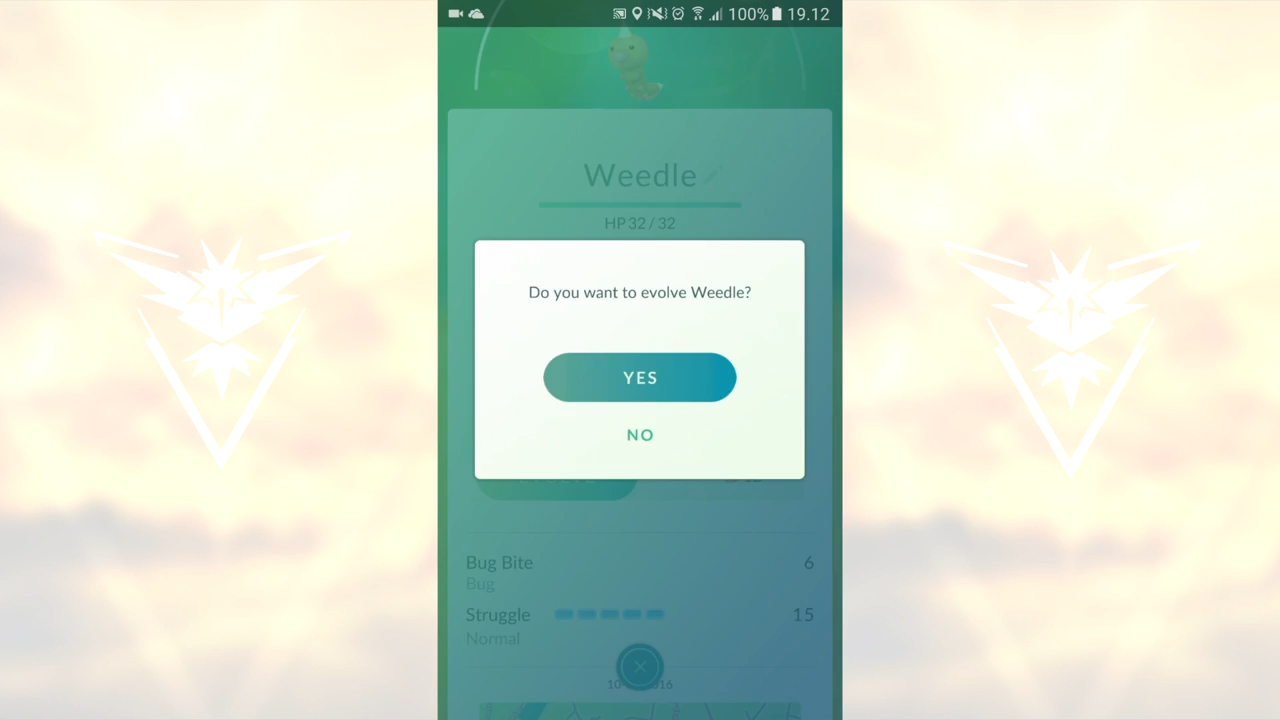 100% 19.12
Weedle
HP 32 / 32
Do you want to evolve Weedle?
YES
NO
Bug Bite 6
Bug
Struggle 15
Normal